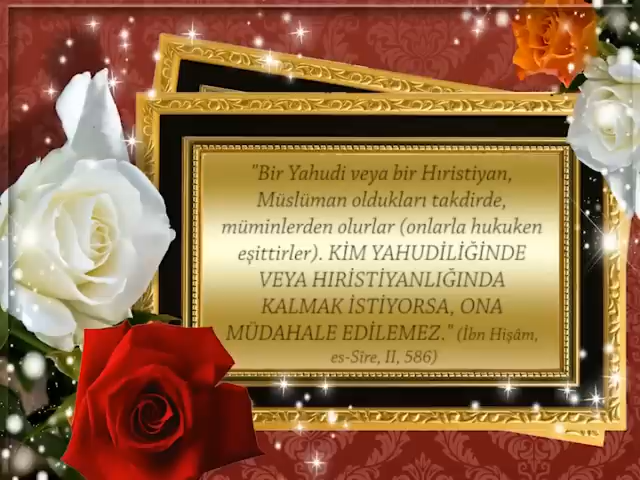 "Bir Yahudi veya bir Hıristiyan,
Müslüman oldukları takdirde,
müminlerden olurlar (onlarla hukuken
eşittirler). KİM YAHUDİLİĞİNDE
VEYA HIRİSTİYANLIĞINDA
KALMAK İSTİYORSA, ONA
MÜDAHALE EDİLEMEZ." (İbn Hişâm,
es-Sîre, II, 586)